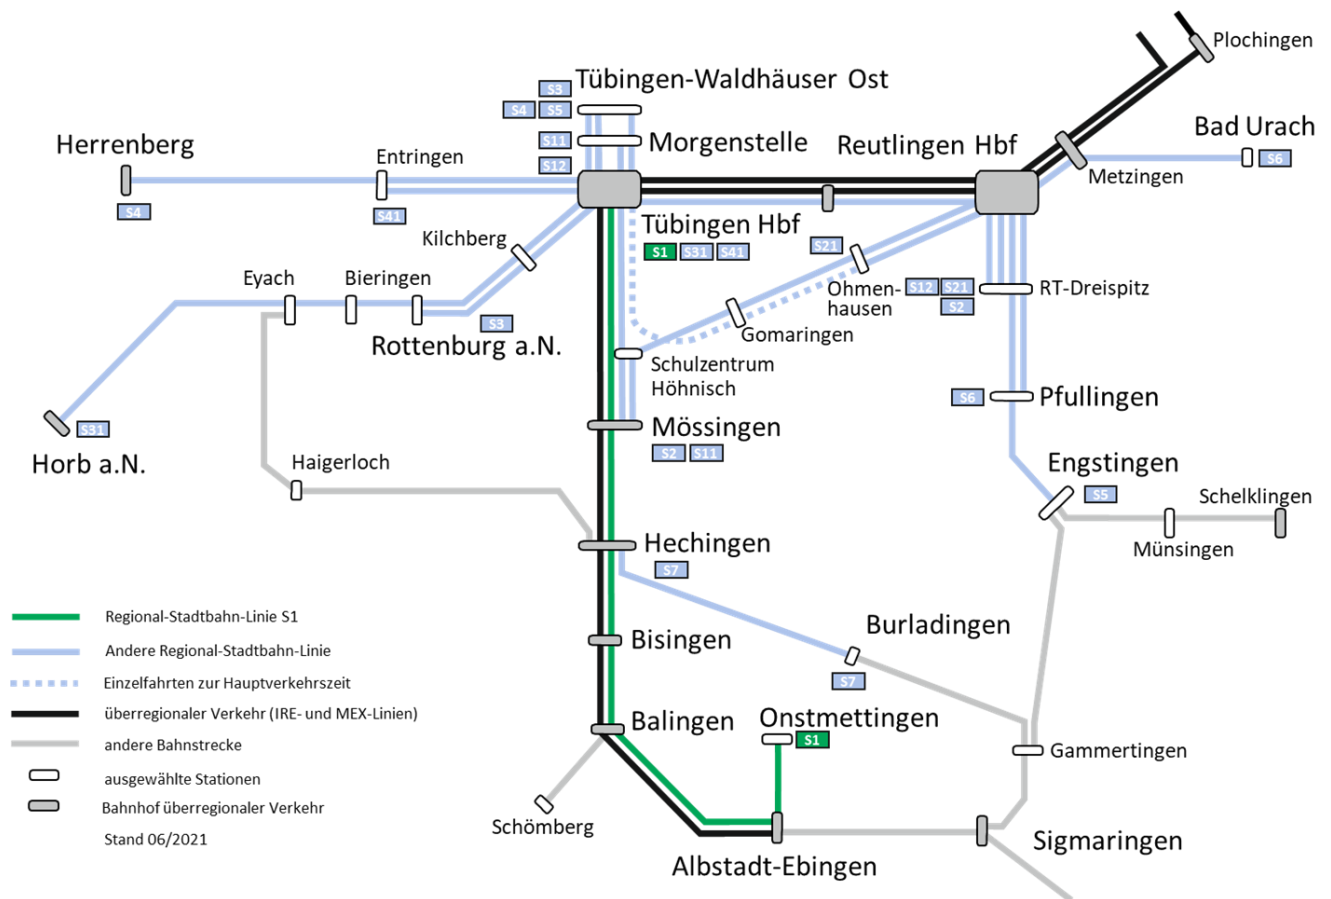 Plochingen
Tübingen-Waldhäuser Ost
S3
S4 S5
Herrenberg
Entringen
S11
Morgenstelle
Reutlingen Hbf
Bad Urach
S6
S12
Metzingen
S4
S41
Tübingen Hbf
Kilchberg
S1 S31 S41
S21
Eyach
Bieringen
Ohmen-
hausen
S12 S21
S2
RT-Dreispitz
S3
Rottenburg a.N.
Gomaringen
Schulzentrum
Höhnisch
S6
Pfullingen
S31
Horb a.N.
Mössingen
S2 S11
Haigerloch
Engstingen
S5
Schelklingen
Münsingen
Hechingen
S7
Regional-Stadtbahn-Linie S1
Andere Regional-Stadtbahn-Linie
Einzelfahrten zur Hauptverkehrszeit
überregionaler Verkehr (IRE- und MEX-Linien)
andere Bahnstrecke
ausgewählte Stationen
Bahnhof überregionaler Verkehr
Stand 06/2021
Bisingen
Burladingen
S7
Balingen
Onstmettingen
S1
Gammertingen
Schömberg
Albstadt-Ebingen
Sigmaringen